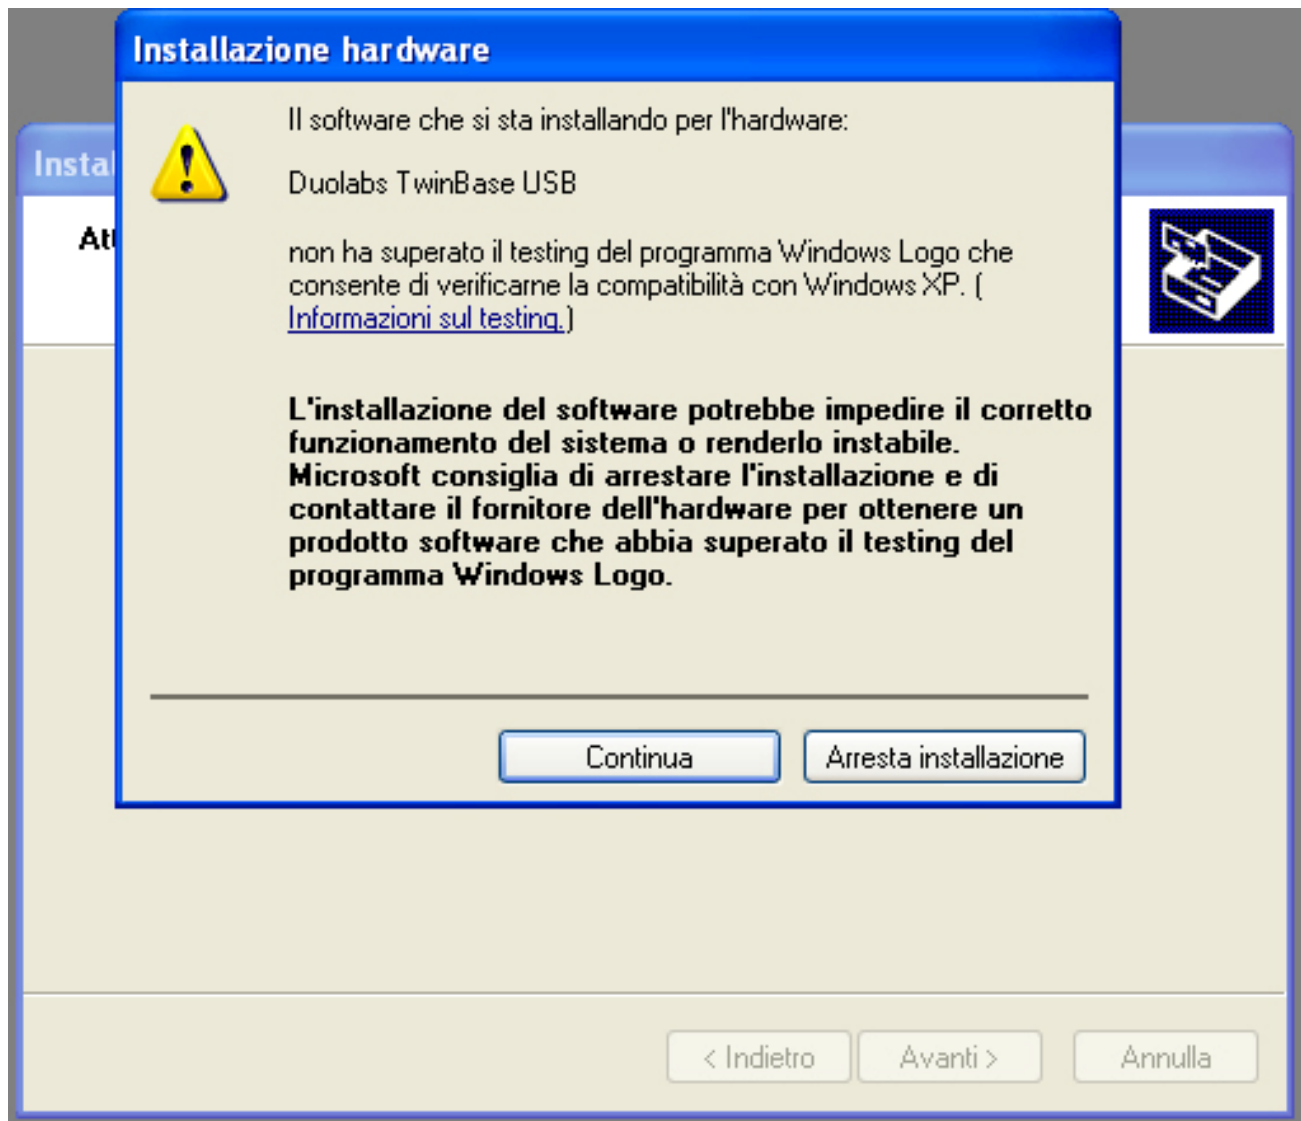 Installazione hardware
Il software che si sta installando per l'hardware:
Duolabs TwinBase USB
non ha superato il testing del programma Windows Logo che
consente di verificarne la compatibilità con Windows XP. (
Informazioni sul testing.)
L'installazione del software potrebbe impedire il corretto
funzionamento del sistema o renderlo instabile.
Microsoft consiglia di arrestare l'installazione e di
contattare il fornitore dell'hardware per ottenere un
prodotto software che abbia superato il testing del
programma Windows Logo.
Continua
Arresta installazione
Instal
Att
< Indietro
Avanti >
Annulla